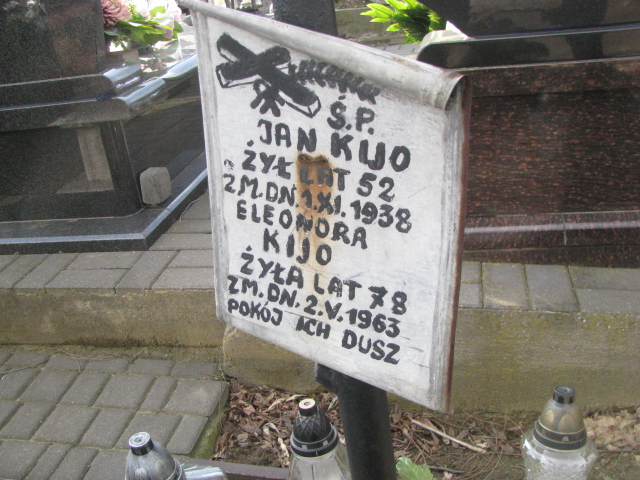 Ś.P.
JAN KIJO
ŻYŁ LAT 52
ZM. DN. 1 XI. 1938
ELEONORA
KIJO
ŻYŁA LAT 78
ZM. DN. 2. V. 1963
POKÓJ ICH DUSZ